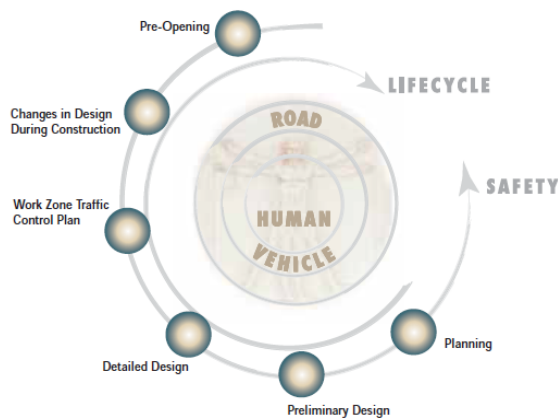 Pre-Opening
LIFECYCLE
Changes in Design
During Construction
ROAD
SAFETY
Work Zone Traffic
Control Plan
HUMAN
VEHICLE
Planning
Detailed Design
Preliminary Design